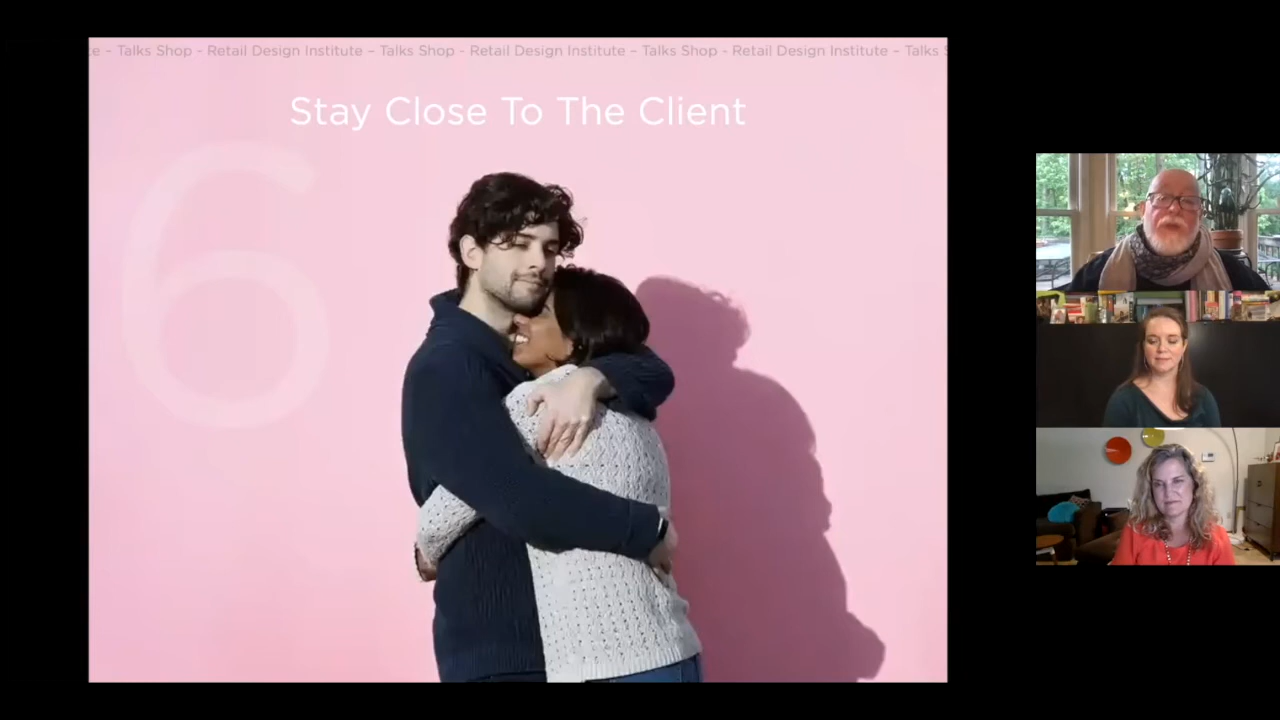 te – Talks Shop - Retail Design Institute – Talks Shop - Retail Design Institute – Talks Shop - Retail Design Institute – Talks S
Stay Close To The Client
6